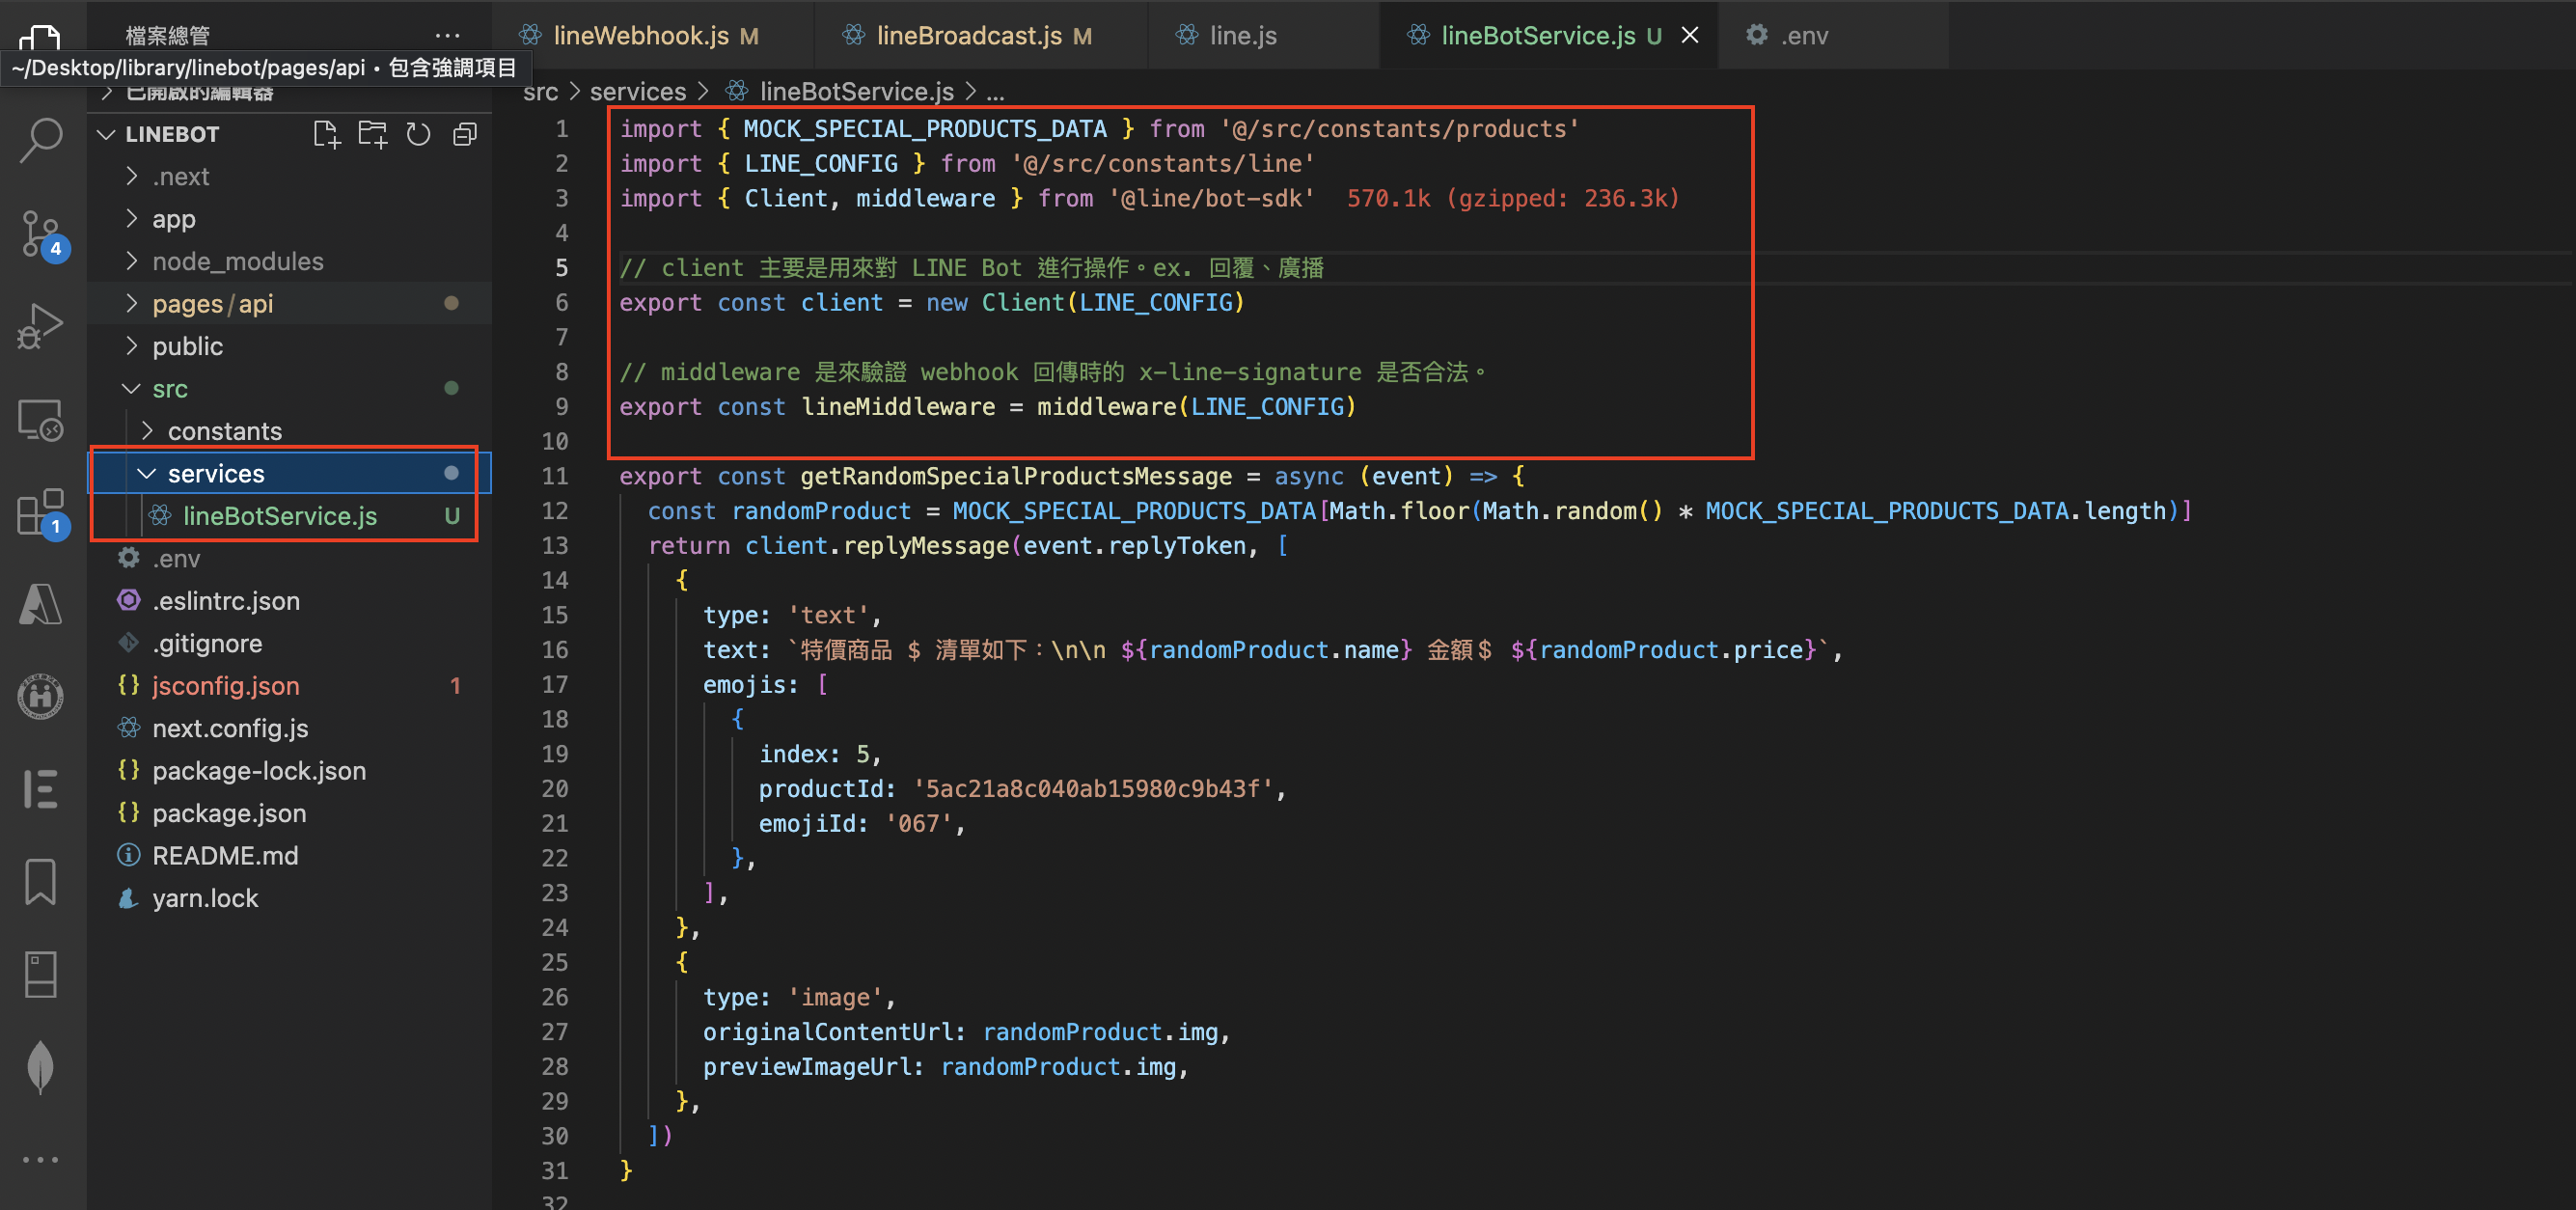 檔案總管
~/Desktop/library/linebot/pages/api • 包含強調項目
已開啟的編輯器
LINEBOT
.next
app
node_modules
pages/api
public
src
constants
services
lineBotService.js U
.env
.eslintrc.json
.gitignore
jsconfig.json 1
next.config.js
package-lock.json
package.json
README.md
yarn.lock
4
1
lineWebhook.js M
lineBroadcast.js M
line.js
lineBotService.js U
.env
src > services > lineBotService.js > ...
1 import { MOCK_SPECIAL_PRODUCTS_DATA } from '@/src/constants/products'
2 import { LINE_CONFIG } from '@/src/constants/line'
3 import { Client, middleware } from '@line/bot-sdk' 570.1k (gzipped: 236.3k)
4
5 // client 主要是用來對 LINE Bot 進行操作。ex. 回覆、廣播
6 export const client = new Client(LINE_CONFIG)
7
8 // middleware 是來驗證 webhook 回傳時的 x-line-signature 是否合法。
9 export const lineMiddleware = middleware(LINE_CONFIG)
10
11 export const getRandomSpecialProductsMessage = async (event) => {
12 const randomProduct = MOCK_SPECIAL_PRODUCTS_DATA[Math.floor(Math.random() * MOCK_SPECIAL_PRODUCTS_DATA.length)]
13 return client.replyMessage(event.replyToken, [
14 {
15 type: 'text',
16 text: `特價商品 $ 清單如下：\n\n ${randomProduct.name} 金額＄ ${randomProduct.price}`,
17 emojis: [
18 {
19 index: 5,
20 productId: '5ac21a8c040ab15980c9b43f',
21 emojiId: '067',
22 },
23 ],
24 },
25 {
26 type: 'image',
27 originalContentUrl: randomProduct.img,
28 previewImageUrl: randomProduct.img,
29 },
30 ])
31 }
32